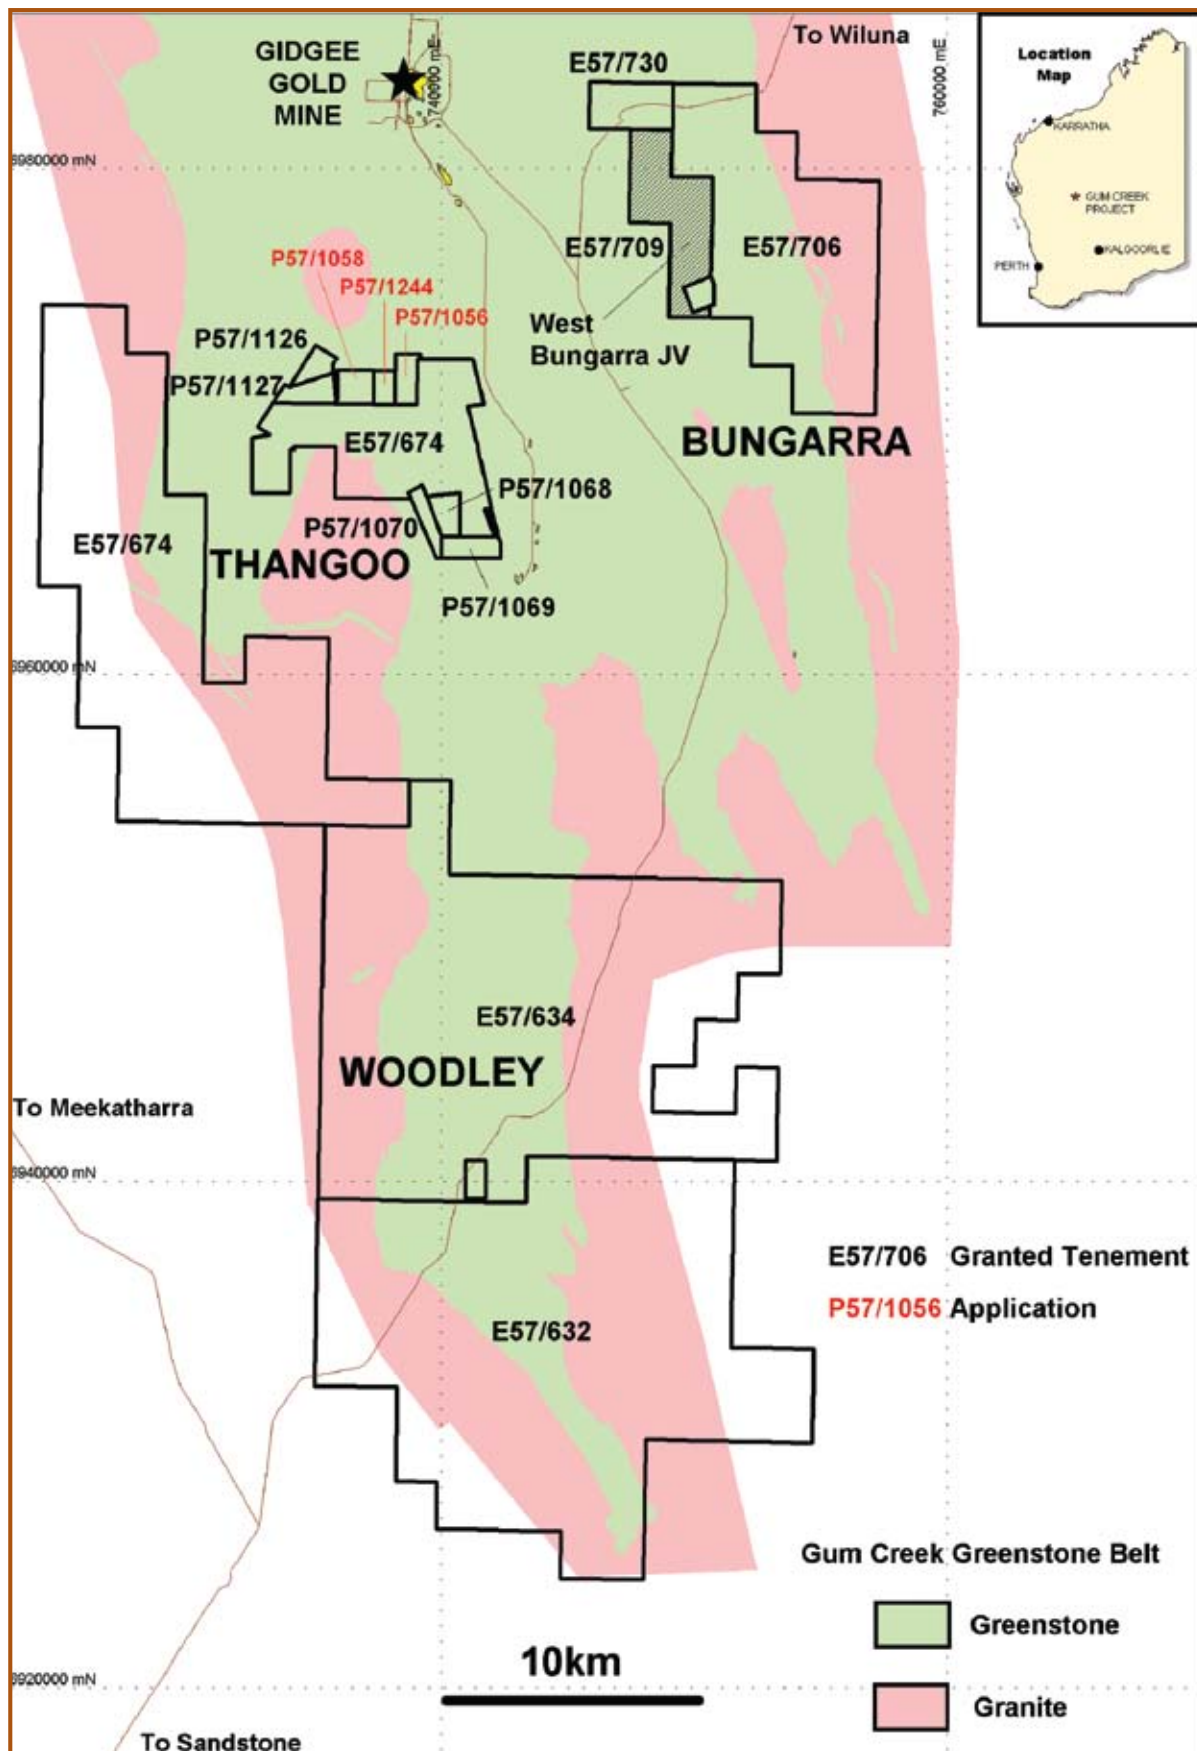 To Wiluna
GIDGEE
GOLD
MINE
740000 mE
E57/730
760000 mE
Location
Map
KARRATHA
GUM CREEK
PROJECT
KALGOORLIE
PERTH
6980000 mN
E57/709
E57/706
P57/1058
P57/1244
P57/1056
West
Bungarra JV
P57/1126
P57/1127
E57/674
BUNGARRA
P57/1068
P57/1070
E57/674
THANGOO
P57/1069
6960000 mN
E57/634
WOODLEY
To Meekatharra
6940000 mN
E57/706 Granted Tenement
P57/1056 Application
E57/632
Gum Creek Greenstone Belt
Greenstone
10km
6920000 mN
Granite
To Sandstone